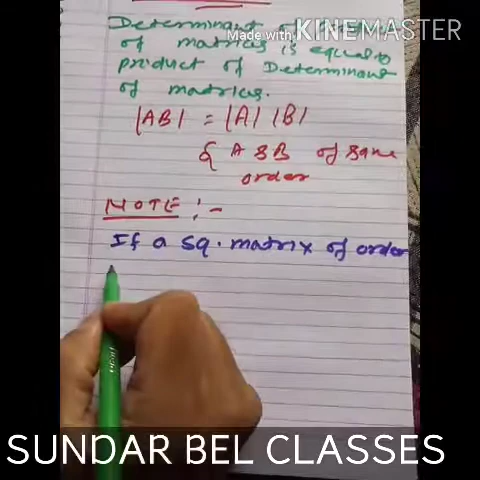 Determinant of
Made with KINEMASTER
of matrices is equal to
product of Determinant
of matrices.
|AB| = |A| |B|
{ A & B of same
order
NOTE :-
If a sq. matrix of order
SUNDAR BEL CLASSES